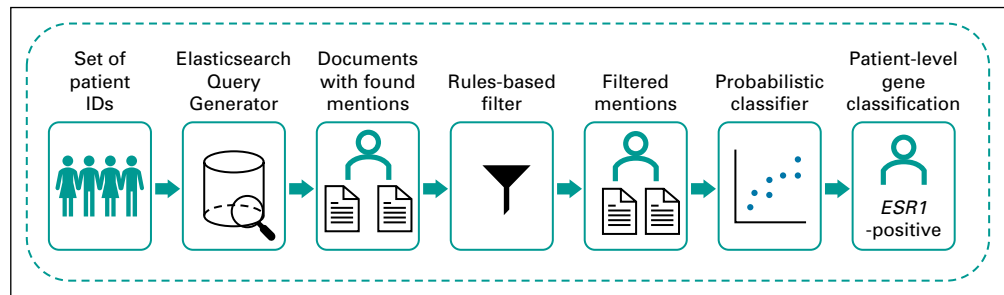 Set of
patient
IDs
Elasticsearch
Query
Generator
Documents
with found
mentions
Rules-based
filter
Filtered
mentions
Probabilistic
classifier
Patient-level
gene
classification
ESR1
-positive